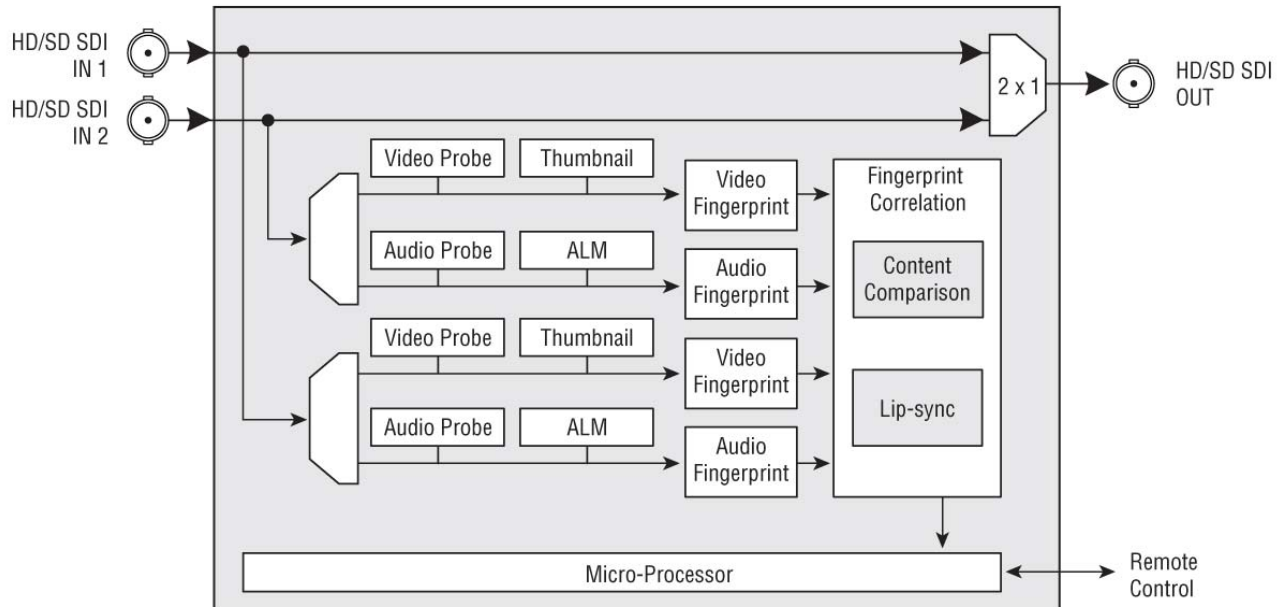 HD/SD SDI
IN 1
HD/SD SDI
IN 2
2 x 1
HD/SD SDI
OUT
Video Probe
Thumbnail
Video
Fingerprint
Fingerprint
Correlation
Audio Probe
ALM
Audio
Fingerprint
Content
Comparison
Video Probe
Thumbnail
Video
Fingerprint
Lip-sync
Audio Probe
ALM
Audio
Fingerprint
Micro-Processor
Remote
Control